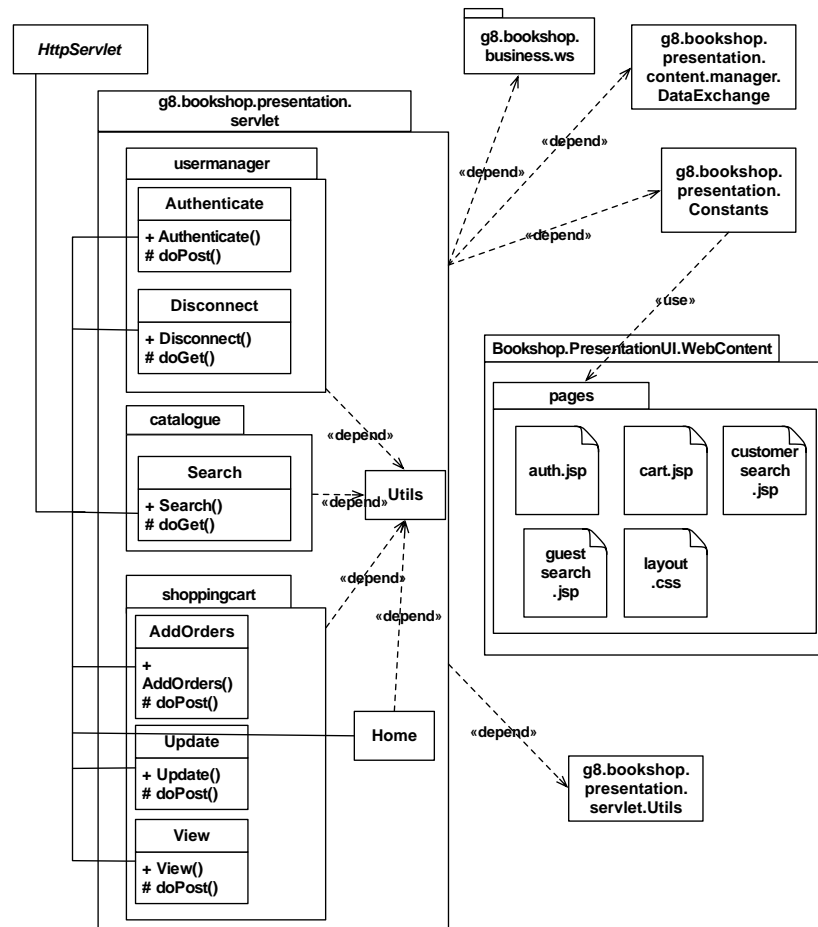 HttpServlet
g8.bookshop.
business.ws
g8.bookshop.
presentation.
content.manager.
DataExchange
g8.bookshop.presentation.
servlet
«depend»
«depend»
g8.bookshop.
presentation.
Constants
usermanager
Authenticate
+ Authenticate()
# doPost()
«depend»
Disconnect
+ Disconnect()
# doGet()
«use»
Bookshop.PresentationUI.WebContent
pages
auth.jsp
cart.jsp
customer
search
.jsp
guest
search
.jsp
layout
.css
catalogue
«depend»
Search
+ Search()
# doGet()
«depend»
Utils
«depend»
shoppingcart
«depend»
AddOrders
+
AddOrders()
# doPost()
Home
Update
+ Update()
# doPost()
«depend»
g8.bookshop.
presentation.
servlet.Utils
View
+ View()
# doPost()